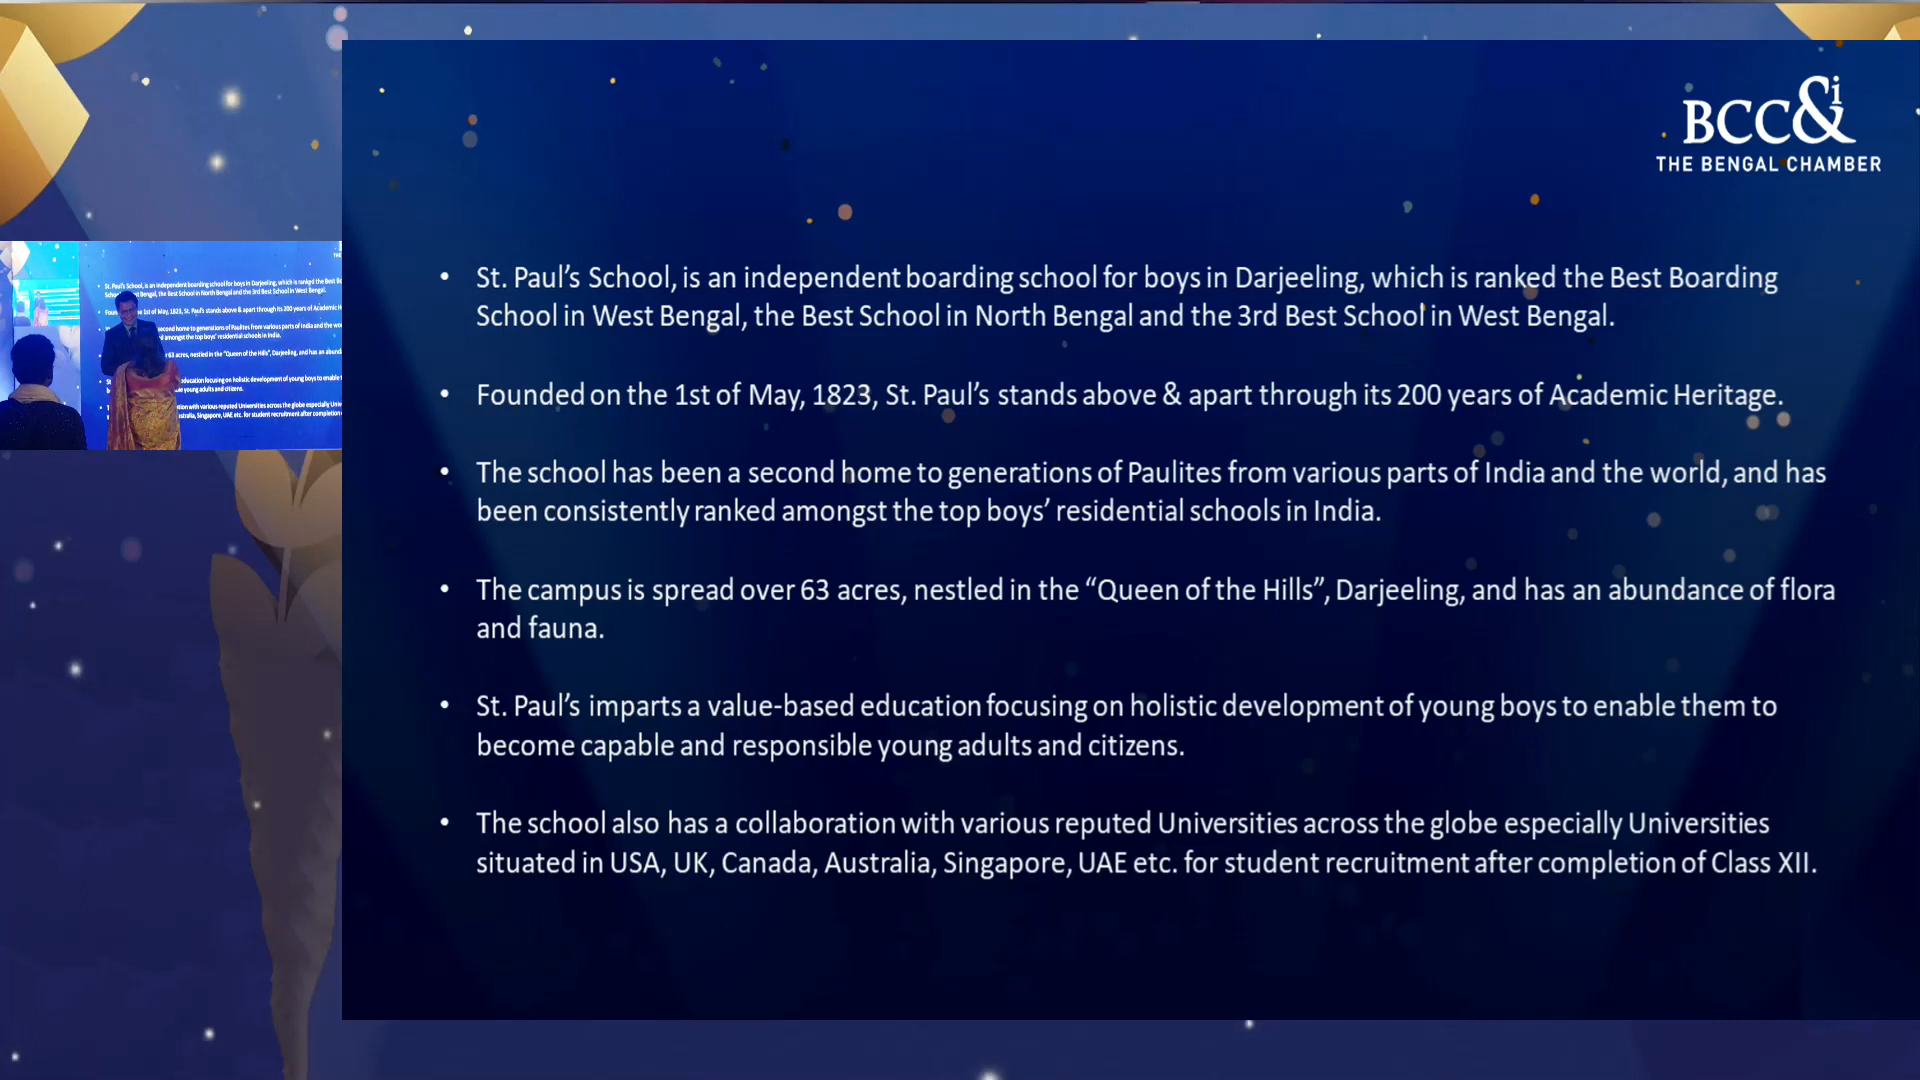 BCC&i
THE BENGAL CHAMBER
• St. Paul’s School, is an independent boarding school for boys in Darjeeling, which is ranked the Best Boarding
School in West Bengal, the Best School in North Bengal and the 3rd Best School in West Bengal.
• Founded on the 1st of May, 1823, St. Paul’s stands above & apart through its 200 years of Academic Heritage.
• The school has been a second home to generations of Paulites from various parts of India and the world, and has
been consistently ranked amongst the top boys’ residential schools in India.
• The campus is spread over 63 acres, nestled in the “Queen of the Hills”, Darjeeling, and has an abundance of flora
and fauna.
• St. Paul’s imparts a value-based education focusing on holistic development of young boys to enable them to
become capable and responsible young adults and citizens.
• The school also has a collaboration with various reputed Universities across the globe especially Universities
situated in USA, UK, Canada, Australia, Singapore, UAE etc. for student recruitment after completion of Class XII.